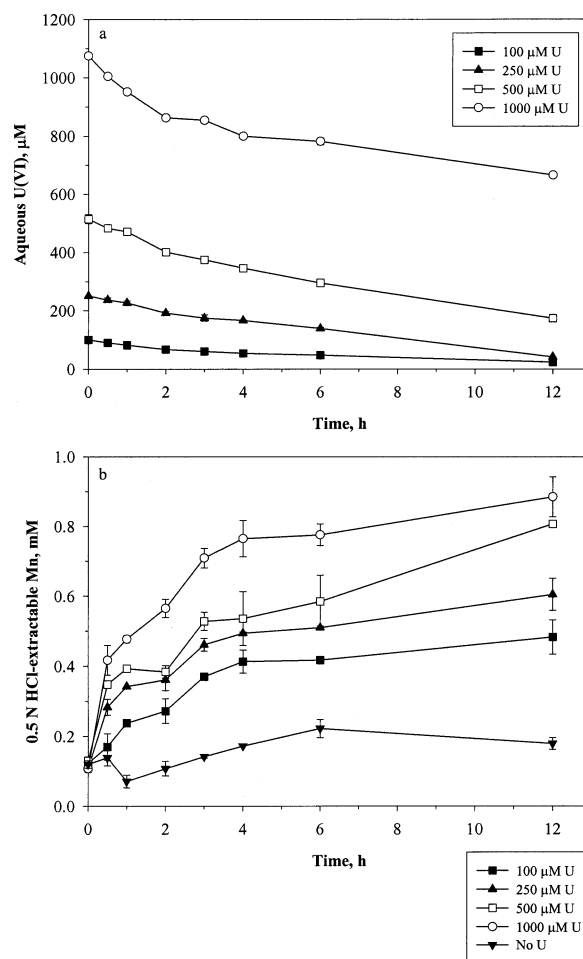 1200
a
100 μM U
250 μM U
500 μM U
1000 μM U
1000
800
600
400
200
0
Aqueous U(VI), μM
0 2 4 6 8 10 12
Time, h
1.0
b
0.8
0.6
0.4
0.2
0.0
0.5 N HCl-extractable Mn, mM
0 2 4 6 8 10 12
Time, h
100 μM U
250 μM U
500 μM U
1000 μM U
No U